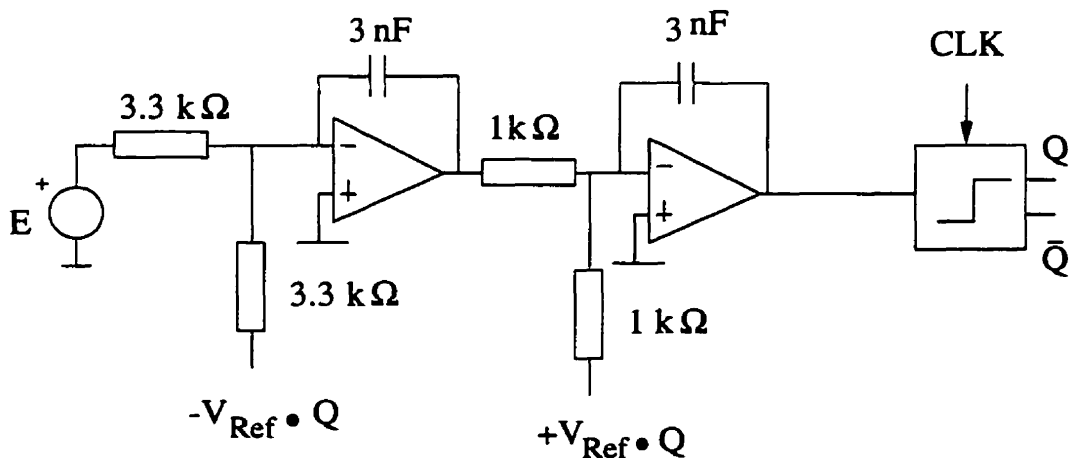 3 nF
3 nF
CLK
3.3 kΩ
1kΩ
Q
+
E
-
+
-
+
Q̄
3.3 kΩ
1 kΩ
-V_Ref • Q
+V_Ref • Q